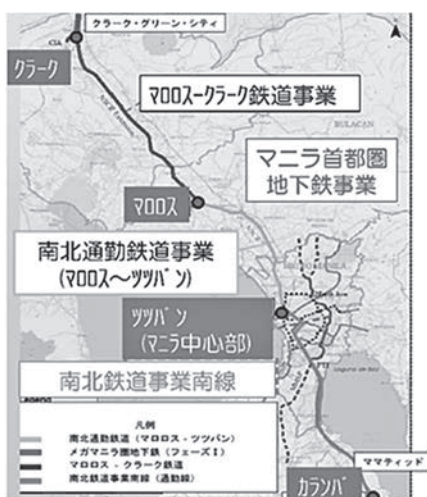 クラーク・グリーン・シティ
CIA
クラーク
マロロス－クラーク鉄道事業
BULACAN
マニラ首都圏
地下鉄事業
マロロス
南北通勤鉄道事業
(マロロス～ツツバン)
ツツバン
(マニラ中心部)
南北鉄道事業南線
Legend
凡例
南北通勤鉄道（マロロス - ツツバン）
メガマニラ圏地下鉄（フェーズI）
マロロス - クラーク鉄道
南北鉄道事業南線（通勤線）
ママティッド
カランバ